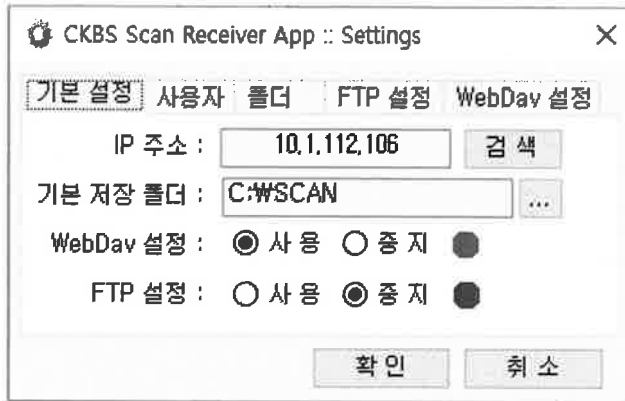 CKBS Scan Receiver App :: Settings
기본 설정 사용자 폴더 FTP 설정 WebDav 설정
IP 주소 : 10,1,112,106 검 색
기본 저장 폴더 : C:₩SCAN ...
WebDav 설정 : 사 용 중 지
FTP 설정 : 사 용 중 지
확 인 취 소